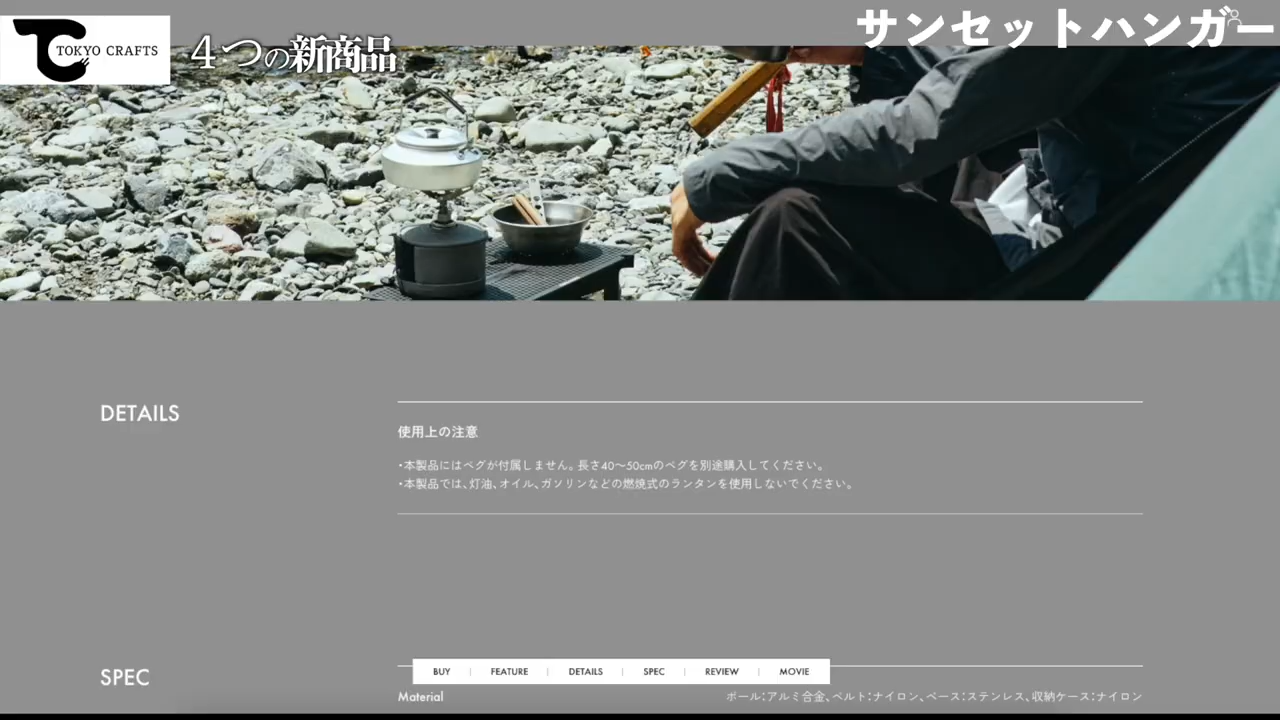 TOKYO CRAFTS
4つの新商品
サンセットハンガー
DETAILS
使用上の注意
・本製品にはペグが付属しません。長さ40〜50cmのペグを別途購入してください。
・本製品では、灯油、オイル、ガソリンなどの燃焼式のランタンを使用しないでください。
SPEC
BUY | FEATURE | DETAILS | SPEC | REVIEW | MOVIE
Material
ポール：アルミ合金、ベルト：ナイロン、ベース：ステンレス、収納ケース：ナイロン